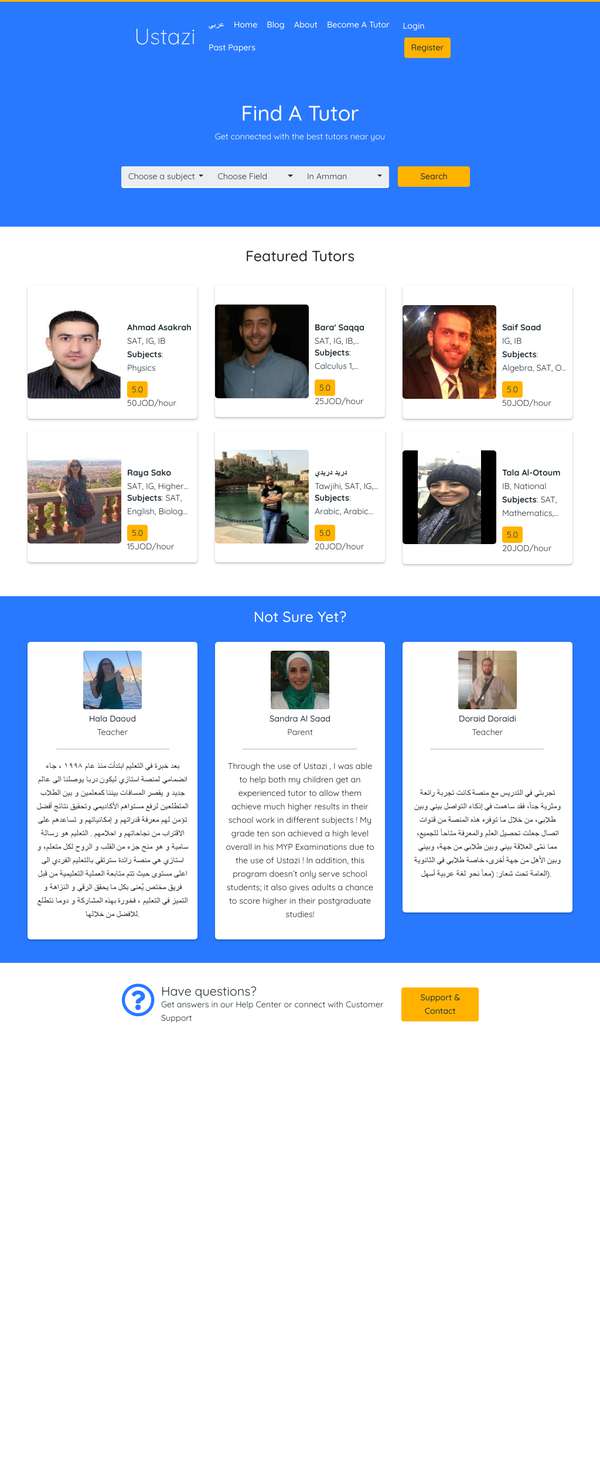 Ustazi
عربي Home Blog About Become A Tutor
Past Papers
Login
Register
Find A Tutor
Get connected with the best tutors near you
Choose a subject
Choose Field
In Amman
Search
Featured Tutors
Ahmad Asakrah
SAT, IG, IB
Subjects:
Physics
5.0
50JOD/hour
Bara' Saqqa
SAT, IG, IB,...
Subjects:
Calculus 1,...
5.0
25JOD/hour
Saif Saad
IG, IB
Subjects:
Algebra, SAT, O...
5.0
50JOD/hour
Raya Sako
SAT, IG, Higher...
Subjects: SAT,
English, Biolog...
5.0
15JOD/hour
دريد دريدي
Tawjihi, SAT, IG,...
Subjects:
Arabic, Arabic...
5.0
20JOD/hour
Tala Al-Otoum
IB, National
Subjects: SAT,
Mathematics,...
5.0
20JOD/hour
Not Sure Yet?
Hala Daoud
Teacher
بعد خبرة في التعليم ابتدأت منذ عام ١٩٩٨ ، جاء
انضمامي لمنصة استازي ليكون دربا يوصلنا الى عالم
جديد و يقصر المسافات بيننا كمعلمين و بين الطلاب
المتطلعين لرفع مستواهم الأكاديمي وتحقيق نتائج أفضل
تؤمن لهم معرفة قدراتهم و إمكانياتهم و تساعدهم على
الاقتراب من نجاحاتهم و احلامهم . التعليم هو رسالة
سامية و هو منح جزء من القلب و الروح لكل متعلم، و
استازي هي منصة رائدة سترتقي بالتعليم الفردي الى
اعلى مستوى حيث تتم متابعة العملية التعليمية من قبل
فريق مختص يُعنى بكل ما يحقق الرقي و النزاهة و
التميز في التعليم ، فخورة بهذه المشاركة و دوما نتطلع
للافضل من خلالها.
Sandra Al Saad
Parent
Through the use of Ustazi , I was able
to help both my children get an
experienced tutor to allow them
achieve much higher results in their
school work in different subjects ! My
grade ten son achieved a high level
overall in his MYP Examinations due to
the use of Ustazi ! In addition, this
program doesn't only serve school
students; it also gives adults a chance
to score higher in their postgraduate
studies!
Doraid Doraidi
Teacher
تجربتي في التدريس مع منصة كانت تجربة رائعة
ومثرية جداً، فقد ساهمت في إذكاء التواصل بيني وبين
طلابي، من خلال ما توفره هذه المنصة من قنوات
اتصال جعلت تحصيل العلم والمعرفة متاحاً للجميع،
مما نمّى العلاقة بيني وبين طلابي من جهة، وبيني
وبين الأهل من جهة أخرى،خاصة طلابي في الثانوية
العامة تحت شعار: (معاً نحو لغة عربية أسهل).
Have questions?
Get answers in our Help Center or connect with Customer
Support
Support &
Contact